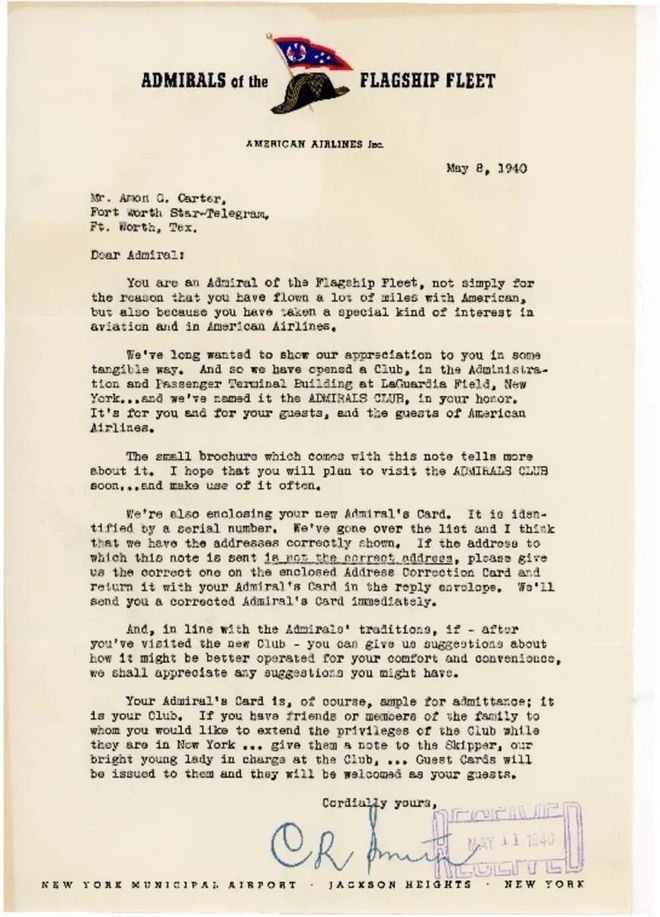 ADMIRALS of the FLAGSHIP FLEET
AMERICAN AIRLINES Inc.
May 8, 1940
Mr. Amon G. Carter,
Fort Worth Star-Telegram,
Ft. Worth, Tex.
Dear Admiral:
You are an Admiral of the Flagship Fleet, not simply for
the reason that you have flown a lot of miles with American,
but also because you have taken a special kind of interest in
aviation and in American Airlines.
We've long wanted to show our appreciation to you in some
tangible way. And so we have opened a Club, in the Administra-
tion and Passenger Terminal Building at LaGuardia Field, New
York...and we've named it the ADMIRALS CLUB, in your honor.
It's for you and for your guests, and the guests of American
Airlines.
The small brochure which comes with this note tells more
about it. I hope that you will plan to visit the ADMIRALS CLUB
soon...and make use of it often.
We're also enclosing your new Admiral's Card. It is iden-
tified by a serial number. We've gone over the list and I think
that we have the addresses correctly shown. If the address to
which this note is sent is not the correct address, please give
us the correct one on the enclosed Address Correction Card and
return it with your Admiral's Card in the reply envelope. We'll
send you a corrected Admiral's Card immediately.
And, in line with the Admirals' traditions, if - after
you've visited the new Club - you can give us suggestions about
how it might be better operated for your comfort and convenience,
we shall appreciate any suggestions you might have.
Your Admiral's Card is, of course, ample for admittance; it
is your Club. If you have friends or members of the family to
whom you would like to extend the privileges of the Club while
they are in New York ... give them a note to the Skipper, our
bright young lady in charge at the Club, ... Guest Cards will
be issued to them and they will be welcomed as your guests.
Cordially yours,
C R Smith
RECEIVED
MAY 11 1940
RECEIVED
NEW YORK MUNICIPAL AIRPORT · JACKSON HEIGHTS · NEW YORK